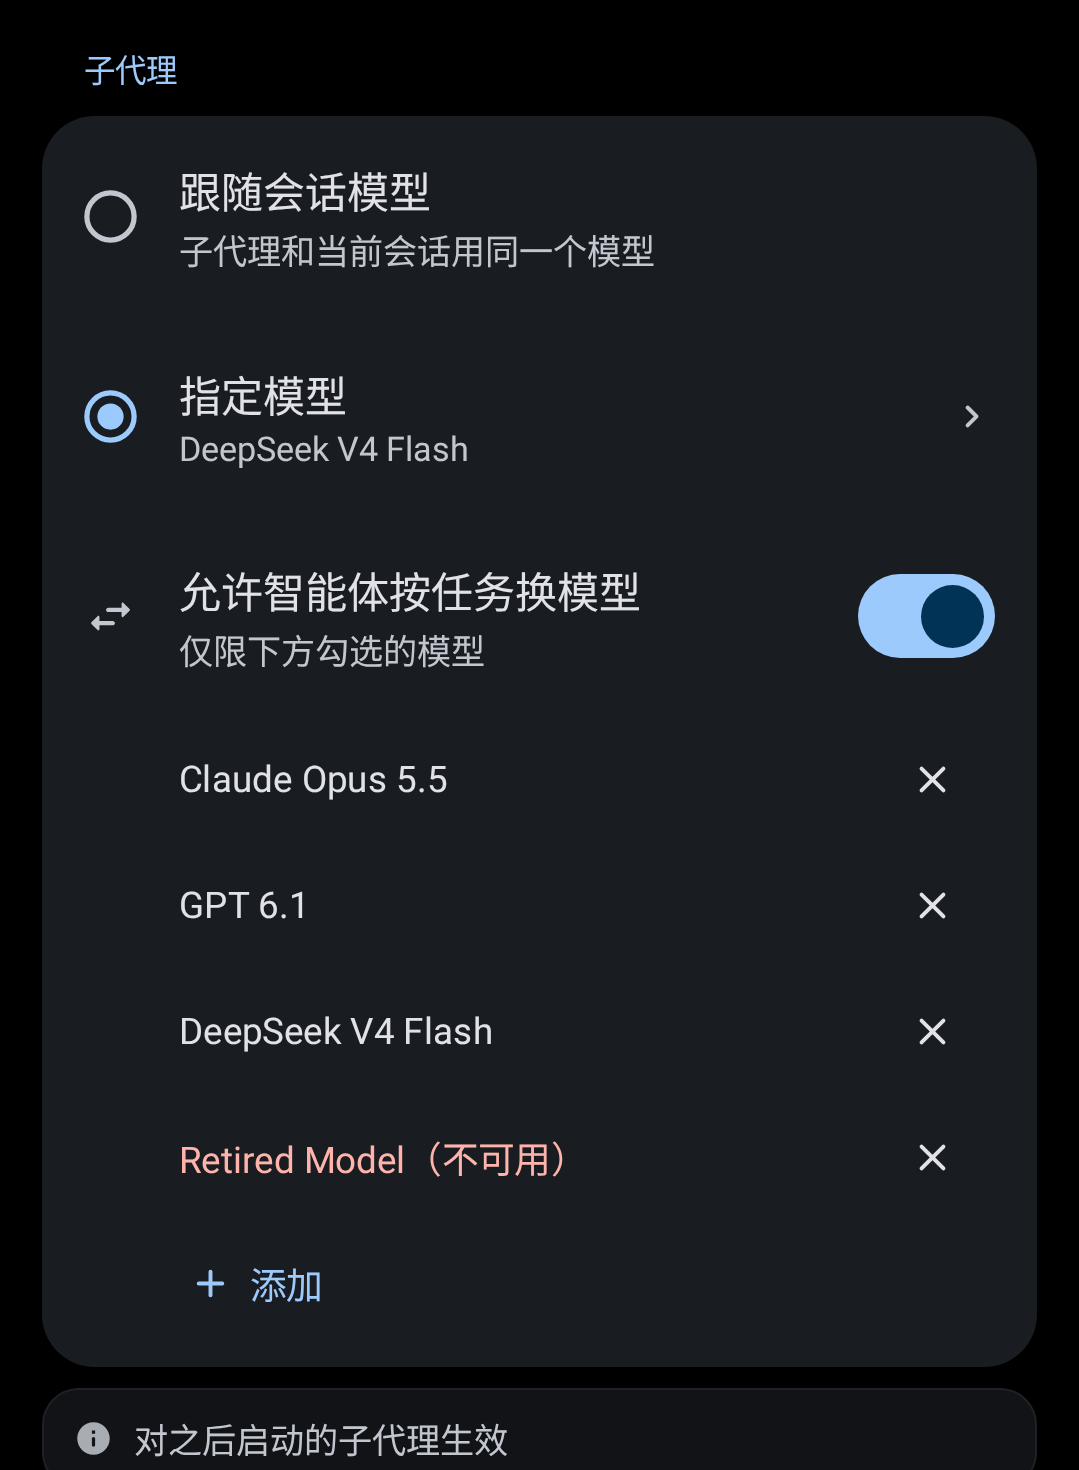 子代理
跟随会话模型
子代理和当前会话用同一个模型
指定模型
DeepSeek V4 Flash
允许智能体按任务换模型
仅限下方勾选的模型
Claude Opus 5.5
GPT 6.1
DeepSeek V4 Flash
Retired Model（不可用）
添加
对之后启动的子代理生效